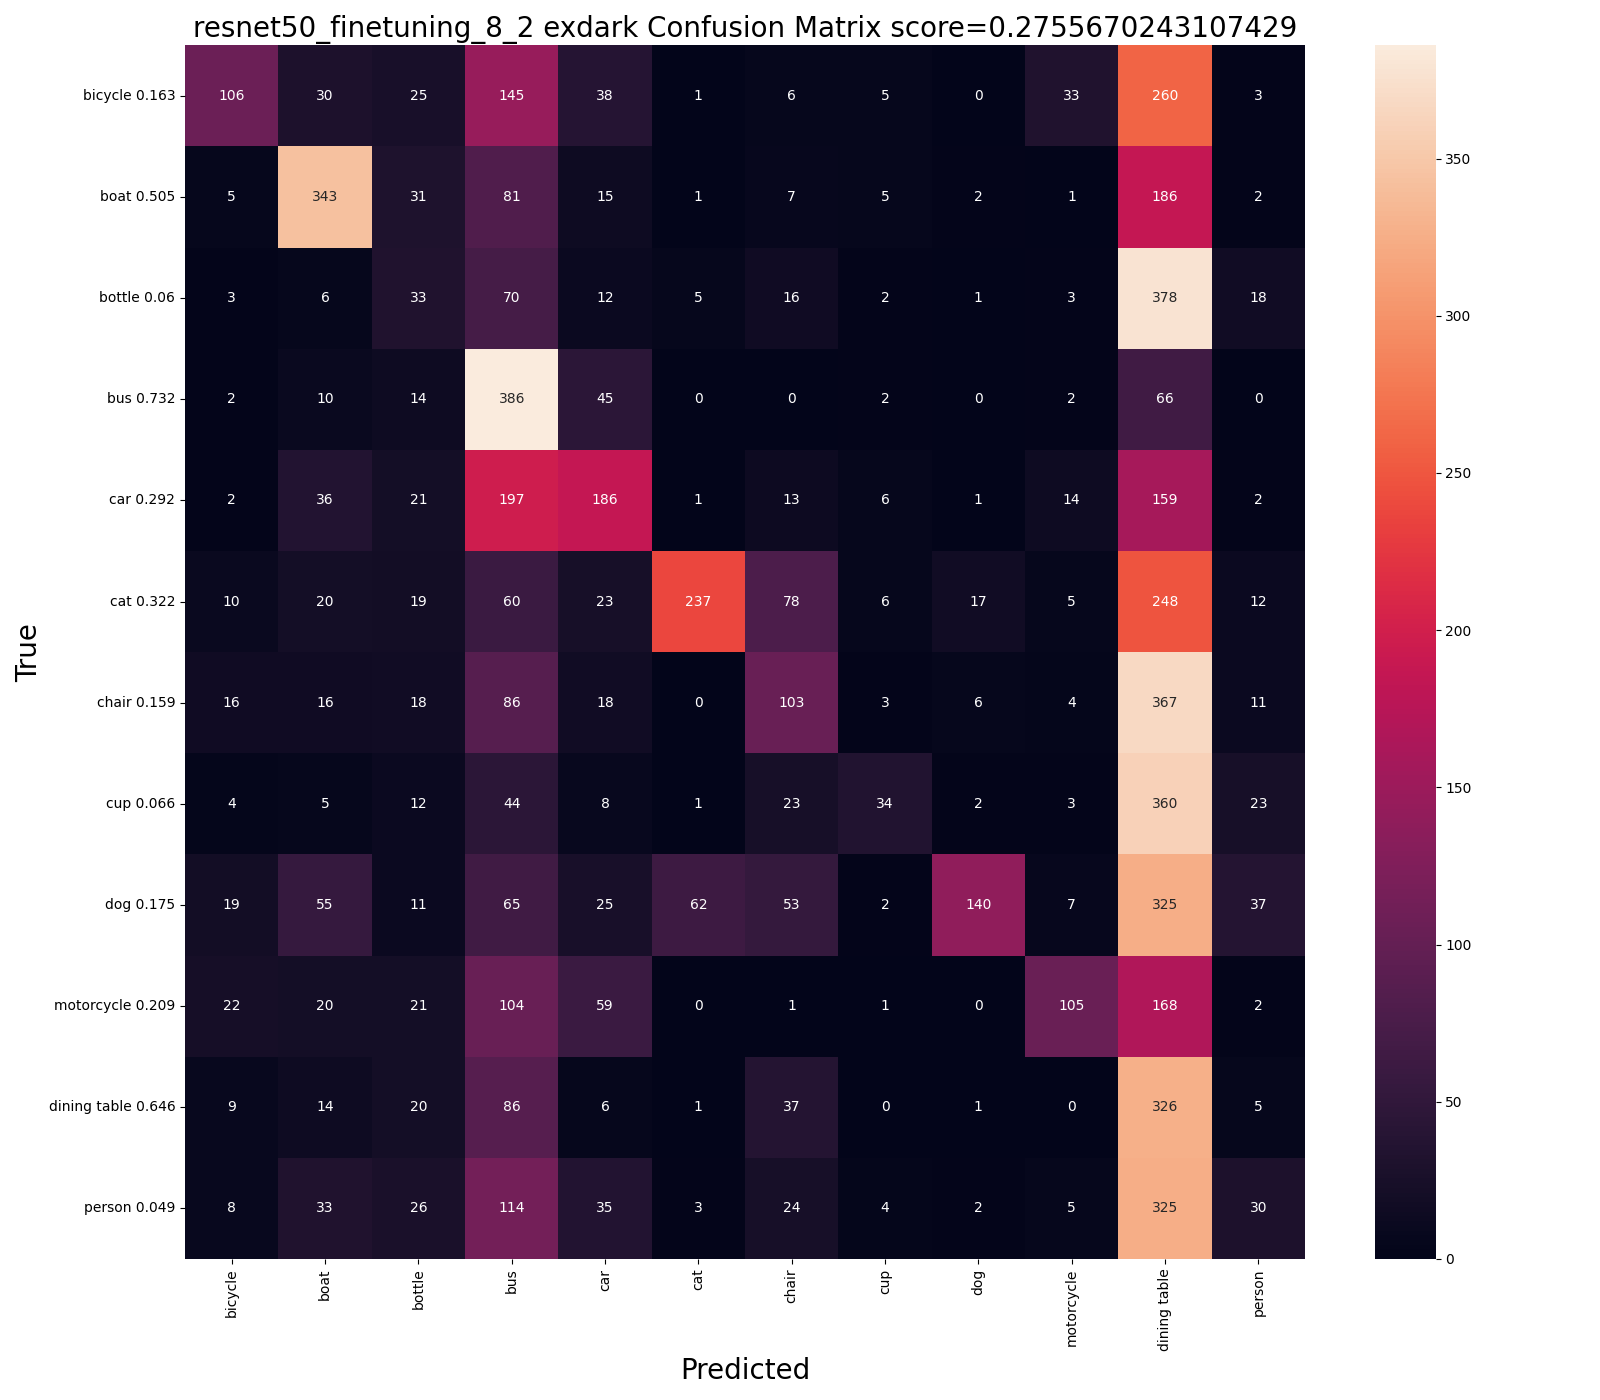 resnet50_finetuning_8_2 exdark Confusion Matrix score=0.2755670243107429
bicycle 0.163 106 30 25 145 38 1 6 5 0 33 260 3
boat 0.505 5 343 31 81 15 1 7 5 2 1 186 2
bottle 0.06 3 6 33 70 12 5 16 2 1 3 378 18
bus 0.732 2 10 14 386 45 0 0 2 0 2 66 0
car 0.292 2 36 21 197 186 1 13 6 1 14 159 2
cat 0.322 10 20 19 60 23 237 78 6 17 5 248 12
chair 0.159 16 16 18 86 18 0 103 3 6 4 367 11
cup 0.066 4 5 12 44 8 1 23 34 2 3 360 23
dog 0.175 19 55 11 65 25 62 53 2 140 7 325 37
motorcycle 0.209 22 20 21 104 59 0 1 1 0 105 168 2
dining table 0.646 9 14 20 86 6 1 37 0 1 0 326 5
person 0.049 8 33 26 114 35 3 24 4 2 5 325 30
True
bicycle boat bottle bus car cat chair cup dog motorcycle dining table person
Predicted
350
300
250
200
150
100
50
0